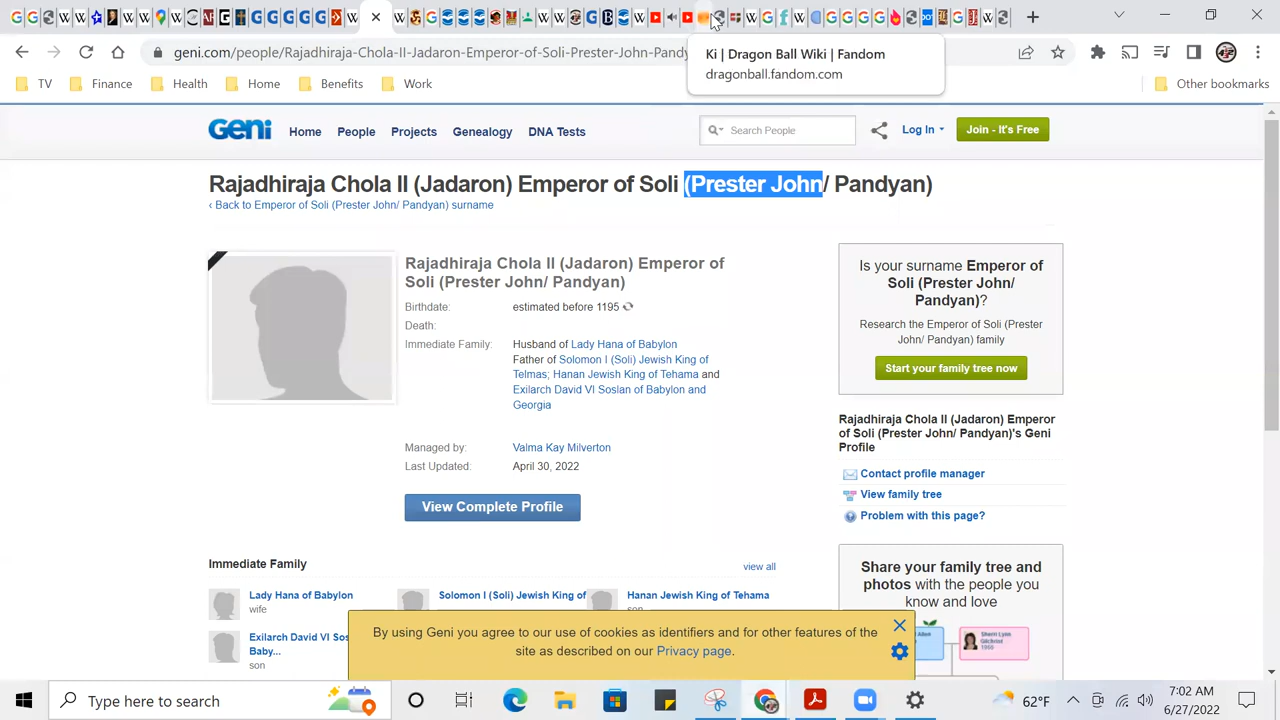 Ki | Dragon Ball Wiki | Fandom
dragonball.fandom.com
geni.com/people/Rajadhiraja-Chola-II-Jadaron-Emperor-of-Soli-Prester-John-Pandy
TV Finance Health Home Benefits Work Other bookmarks
Geni Home People Projects Genealogy DNA Tests Search People Log In Join - It's Free
Rajadhiraja Chola II (Jadaron) Emperor of Soli (Prester John/ Pandyan)
‹ Back to Emperor of Soli (Prester John/ Pandyan) surname
Rajadhiraja Chola II (Jadaron) Emperor of
Soli (Prester John/ Pandyan)
Birthdate: estimated before 1195
Death:
Immediate Family: Husband of Lady Hana of Babylon
Father of Solomon I (Soli) Jewish King of
Telmas; Hanan Jewish King of Tehama and
Exilarch David VI Soslan of Babylon and
Georgia
Managed by: Valma Kay Milverton
Last Updated: April 30, 2022
View Complete Profile
Is your surname Emperor of
Soli (Prester John/
Pandyan)?
Research the Emperor of Soli (Prester
John/ Pandyan) family
Start your family tree now
Rajadhiraja Chola II (Jadaron) Emperor
of Soli (Prester John/ Pandyan)'s Geni
Profile
Contact profile manager
View family tree
Problem with this page?
Immediate Family view all
Lady Hana of Babylon
wife
Solomon I (Soli) Jewish King of
Hanan Jewish King of Tehama
son
Exilarch David VI Sos
Baby...
son
Share your family tree and
photos with the people you
know and love
By using Geni you agree to our use of cookies as identifiers and for other features of the
site as described on our Privacy page.
Type here to search
62°F
7:02 AM
6/27/2022